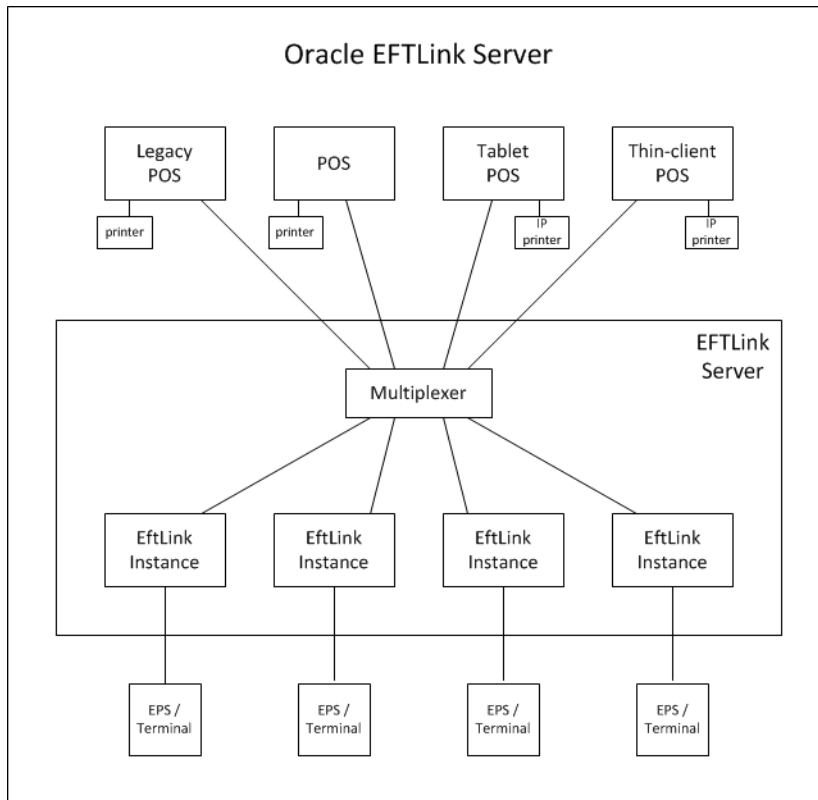 Oracle EFTLink Server
Legacy
POS
POS
Tablet
POS
Thin-client
POS
printer
printer
IP
printer
IP
printer
EFTLink
Server
Multiplexer
EftLink
Instance
EftLink
Instance
EftLink
Instance
EftLink
Instance
EPS /
Terminal
EPS /
Terminal
EPS /
Terminal
EPS /
Terminal